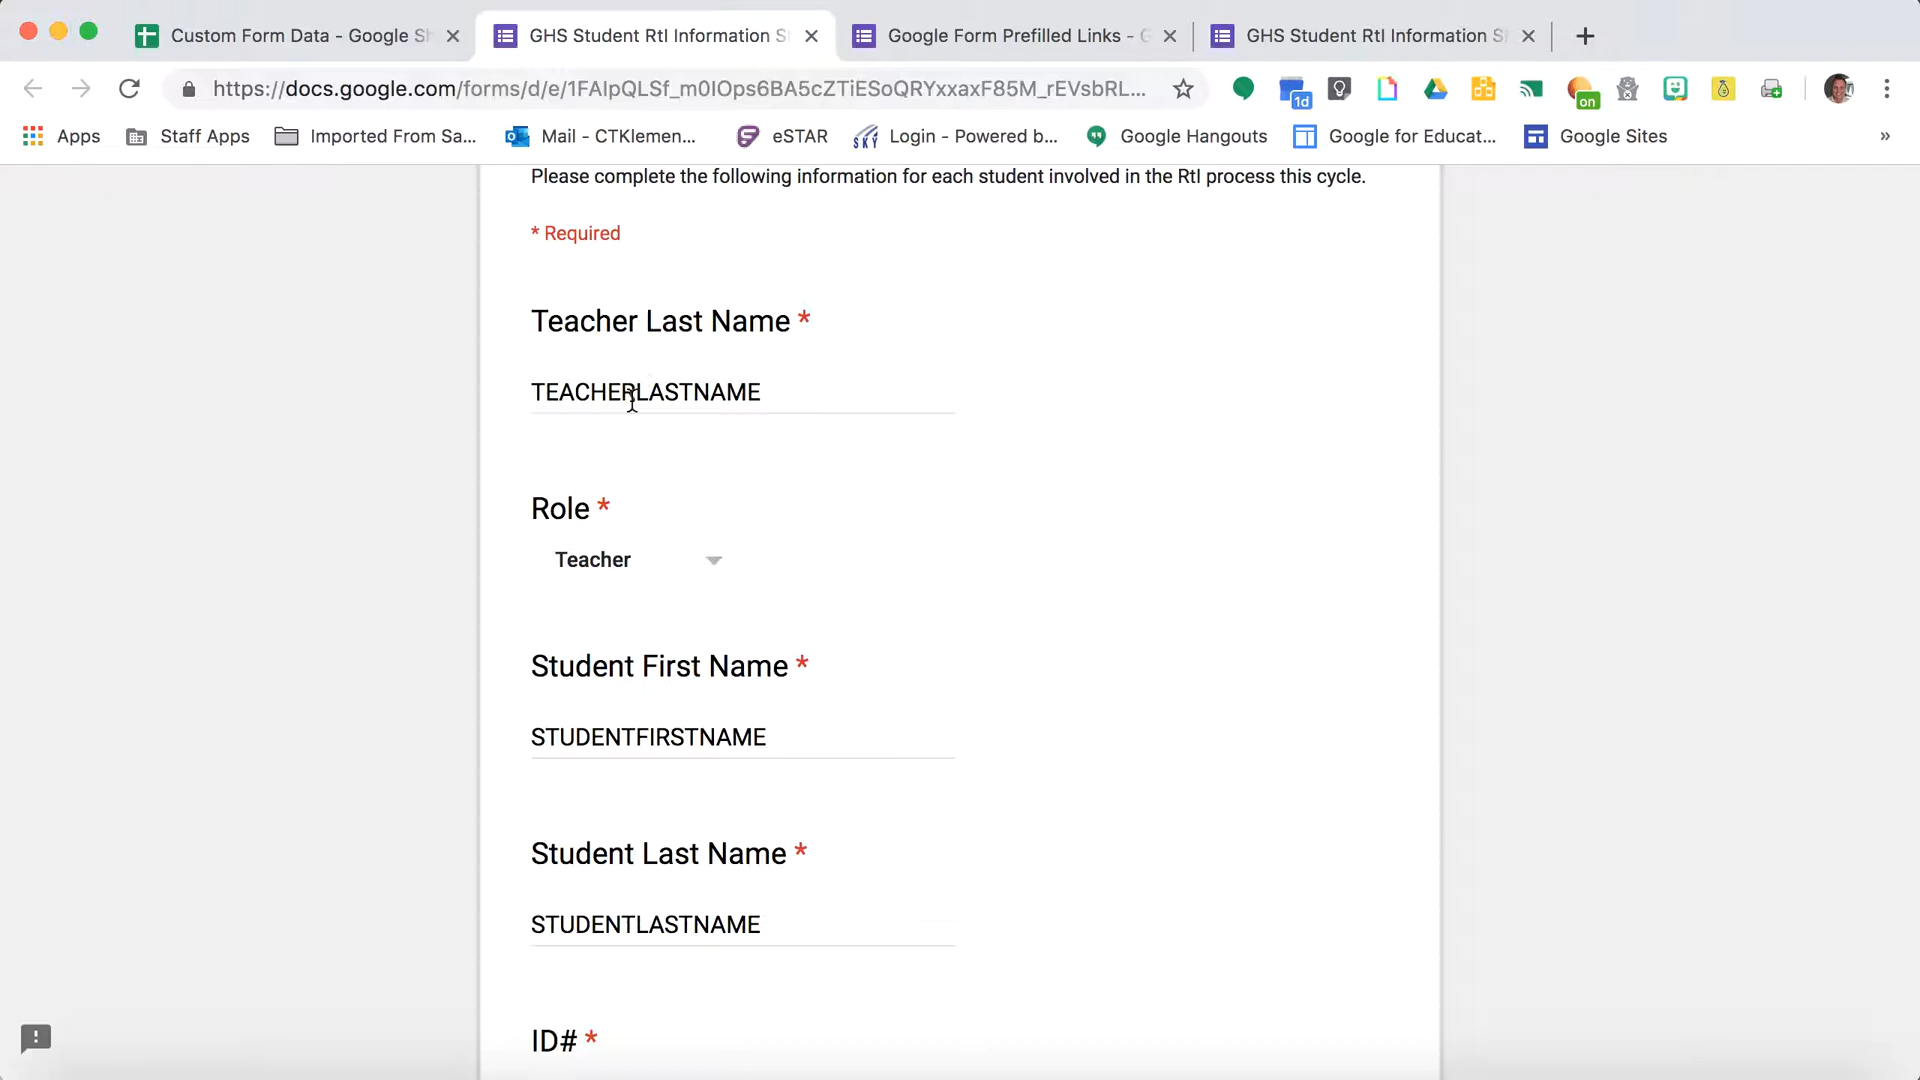 Custom Form Data - Google Sh
GHS Student RtI Information S
Google Form Prefilled Links - G
GHS Student RtI Information Sh
https://docs.google.com/forms/d/e/1FAIpQLSf_m0IOps6BA5cZTiESoQRYxxaxF85M_rEVsbRL...
1d
on
Apps
Staff Apps
Imported From Sa...
Mail - CTKlemen...
eSTAR
SKY
Login - Powered b...
Google Hangouts
Google for Educat...
Google Sites
»
Please complete the following information for each student involved in the RtI process this cycle.
* Required
Teacher Last Name *
TEACHERLASTNAME
Role *
Teacher
Student First Name *
STUDENTFIRSTNAME
Student Last Name *
STUDENTLASTNAME
ID# *